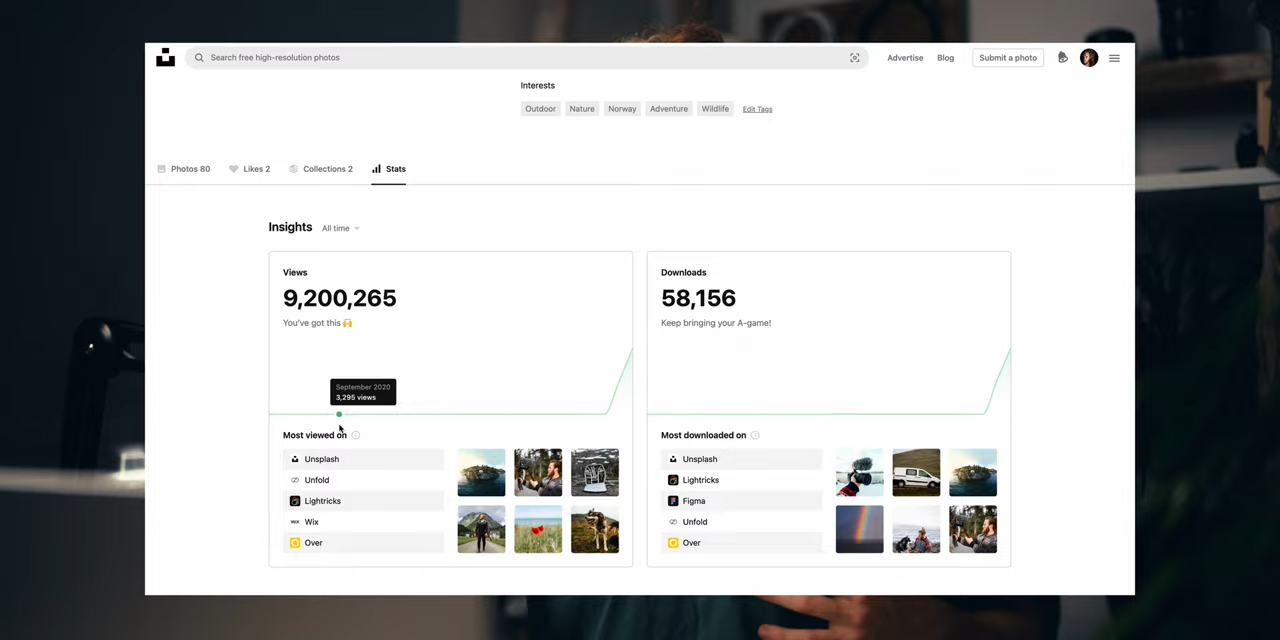 Search free high-resolution photos
Advertise
Blog
Submit a photo
Interests
Outdoor
Nature
Norway
Adventure
Wildlife
Edit Tags
Photos 80
Likes 2
Collections 2
Stats
Insights
All time
Views
9,200,265
You've got this 🙌
September 2020
3,295 views
Most viewed on
Unsplash
Unfold
Lightricks
WIX
Wix
Over
Downloads
58,156
Keep bringing your A-game!
Most downloaded on
Unsplash
Lightricks
Figma
Unfold
Over